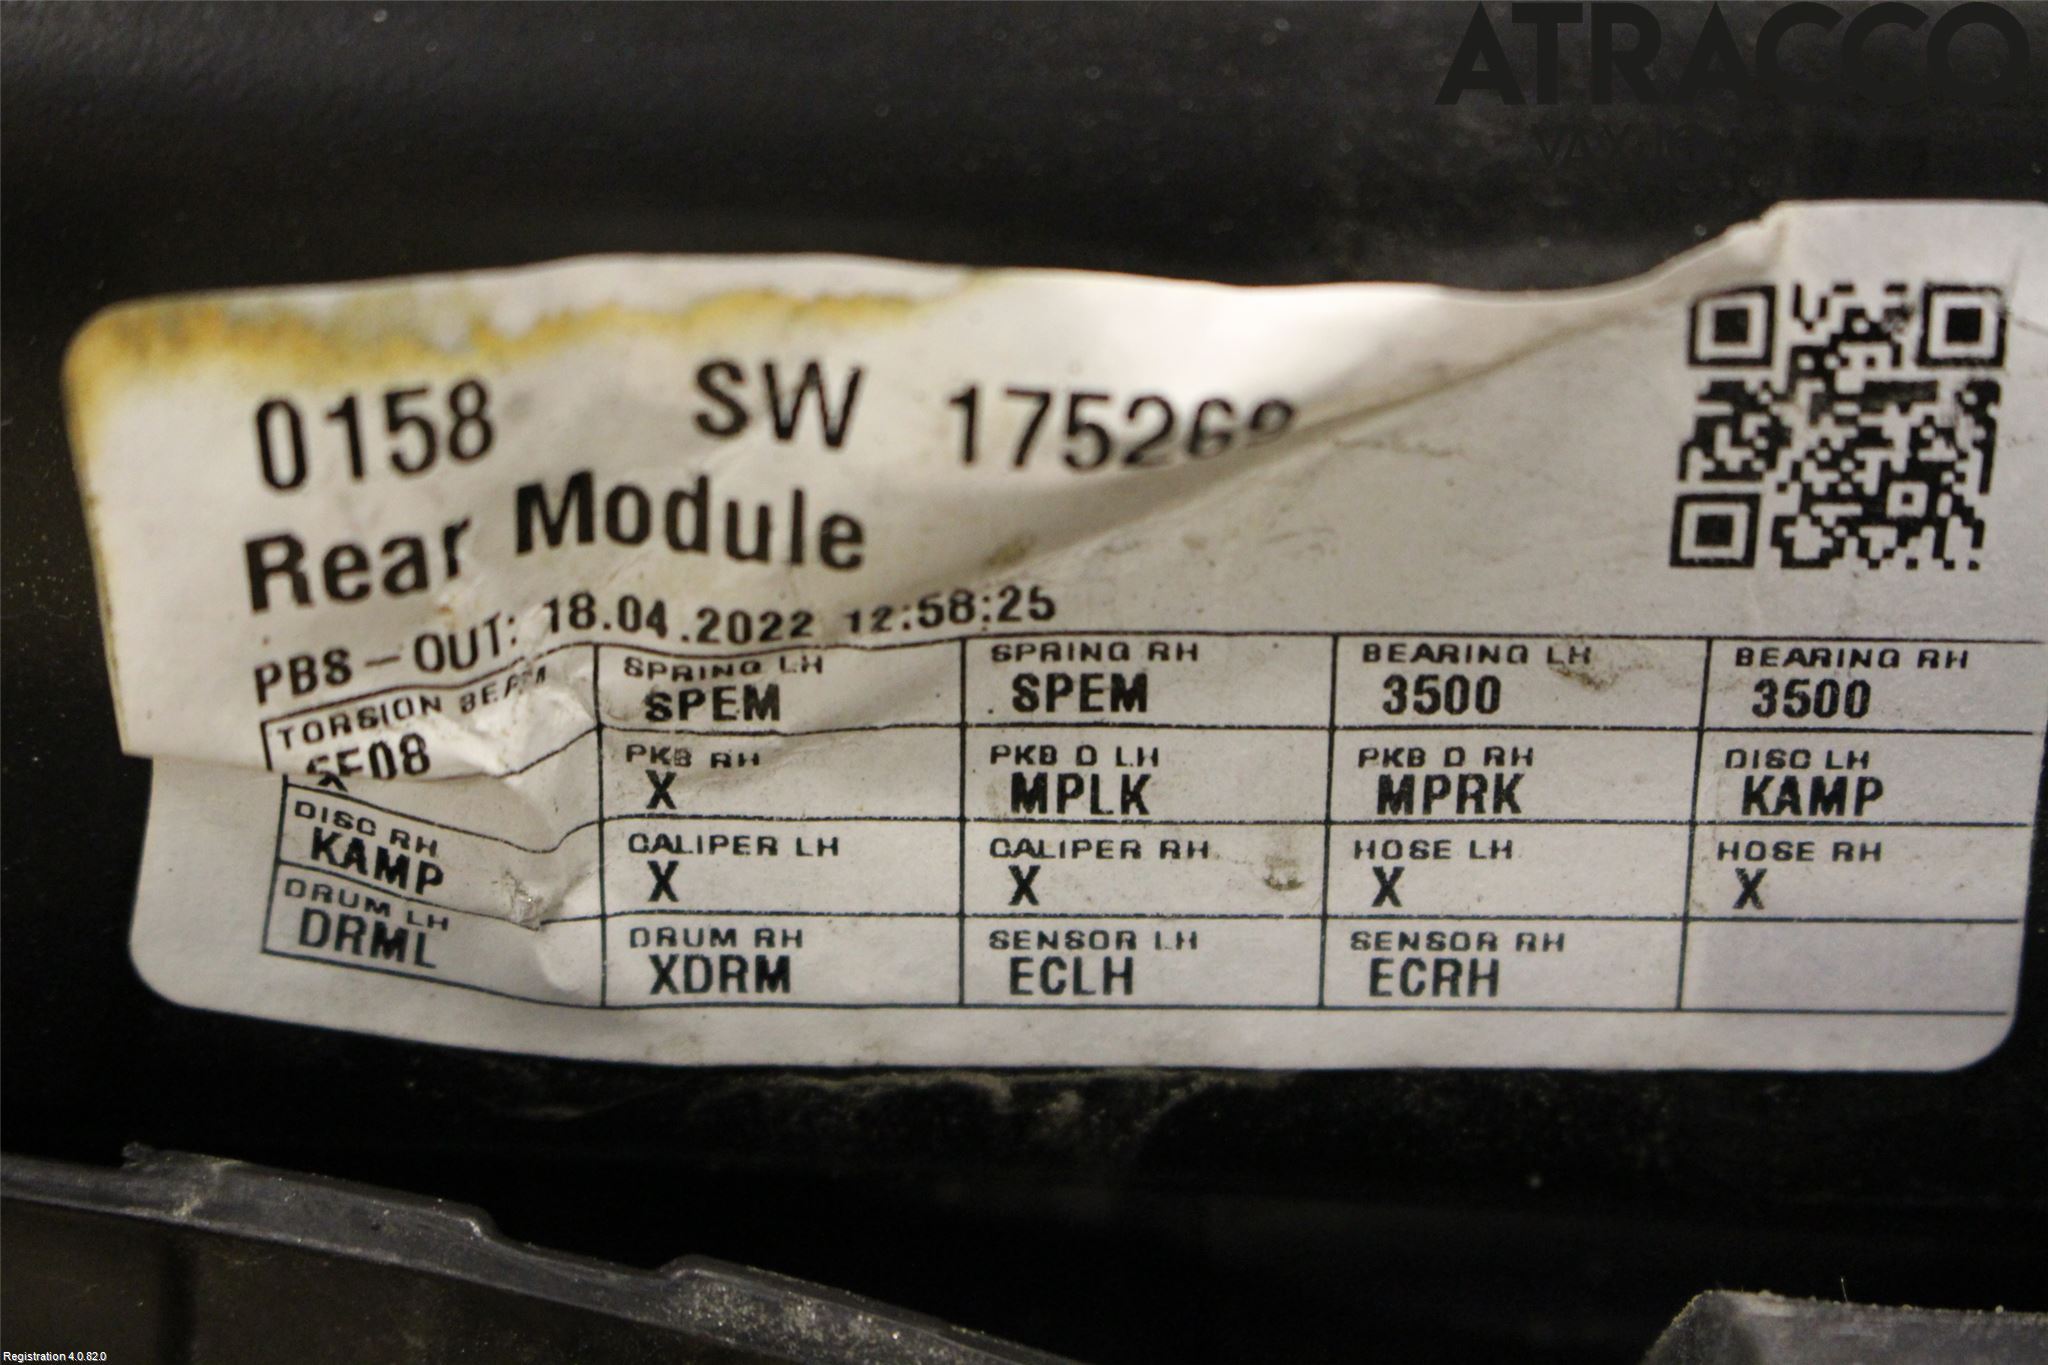 ATRACCO
0158 SW
Rear Module
PBS-OUT: 18.04.2022 12:58:25
TORSION BEAM SPRING LH SPRING RH BEARING LH BEARING RH
SPEM SPEM 3500 3500
PKB RH PKB D LH PKB D RH DISC LH
X X MPLK MPRK KAMP
DISC RH CALIPER LH CALIPER RH HOSE LH HOSE RH
KAMP X X X X
DRUM LH DRUM RH SENSOR LH SENSOR RH
DRML XDRM ECLH ECRH
Registration 4.0.82.0